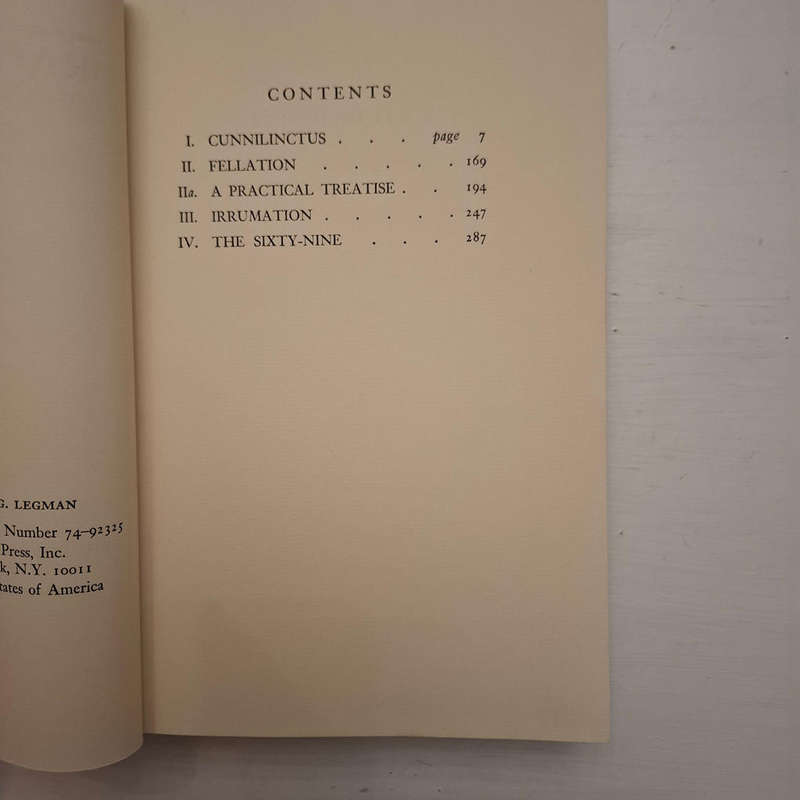 CONTENTS
I. CUNNILINCTUS . . . page 7
II. FELLATION . . . . . 169
IIa. A PRACTICAL TREATISE . . 194
III. IRRUMATION . . . . . 247
IV. THE SIXTY-NINE . . . 287
G. LEGMAN
Number 74-92325
Press, Inc.
k, N.Y. 10011
tates of America